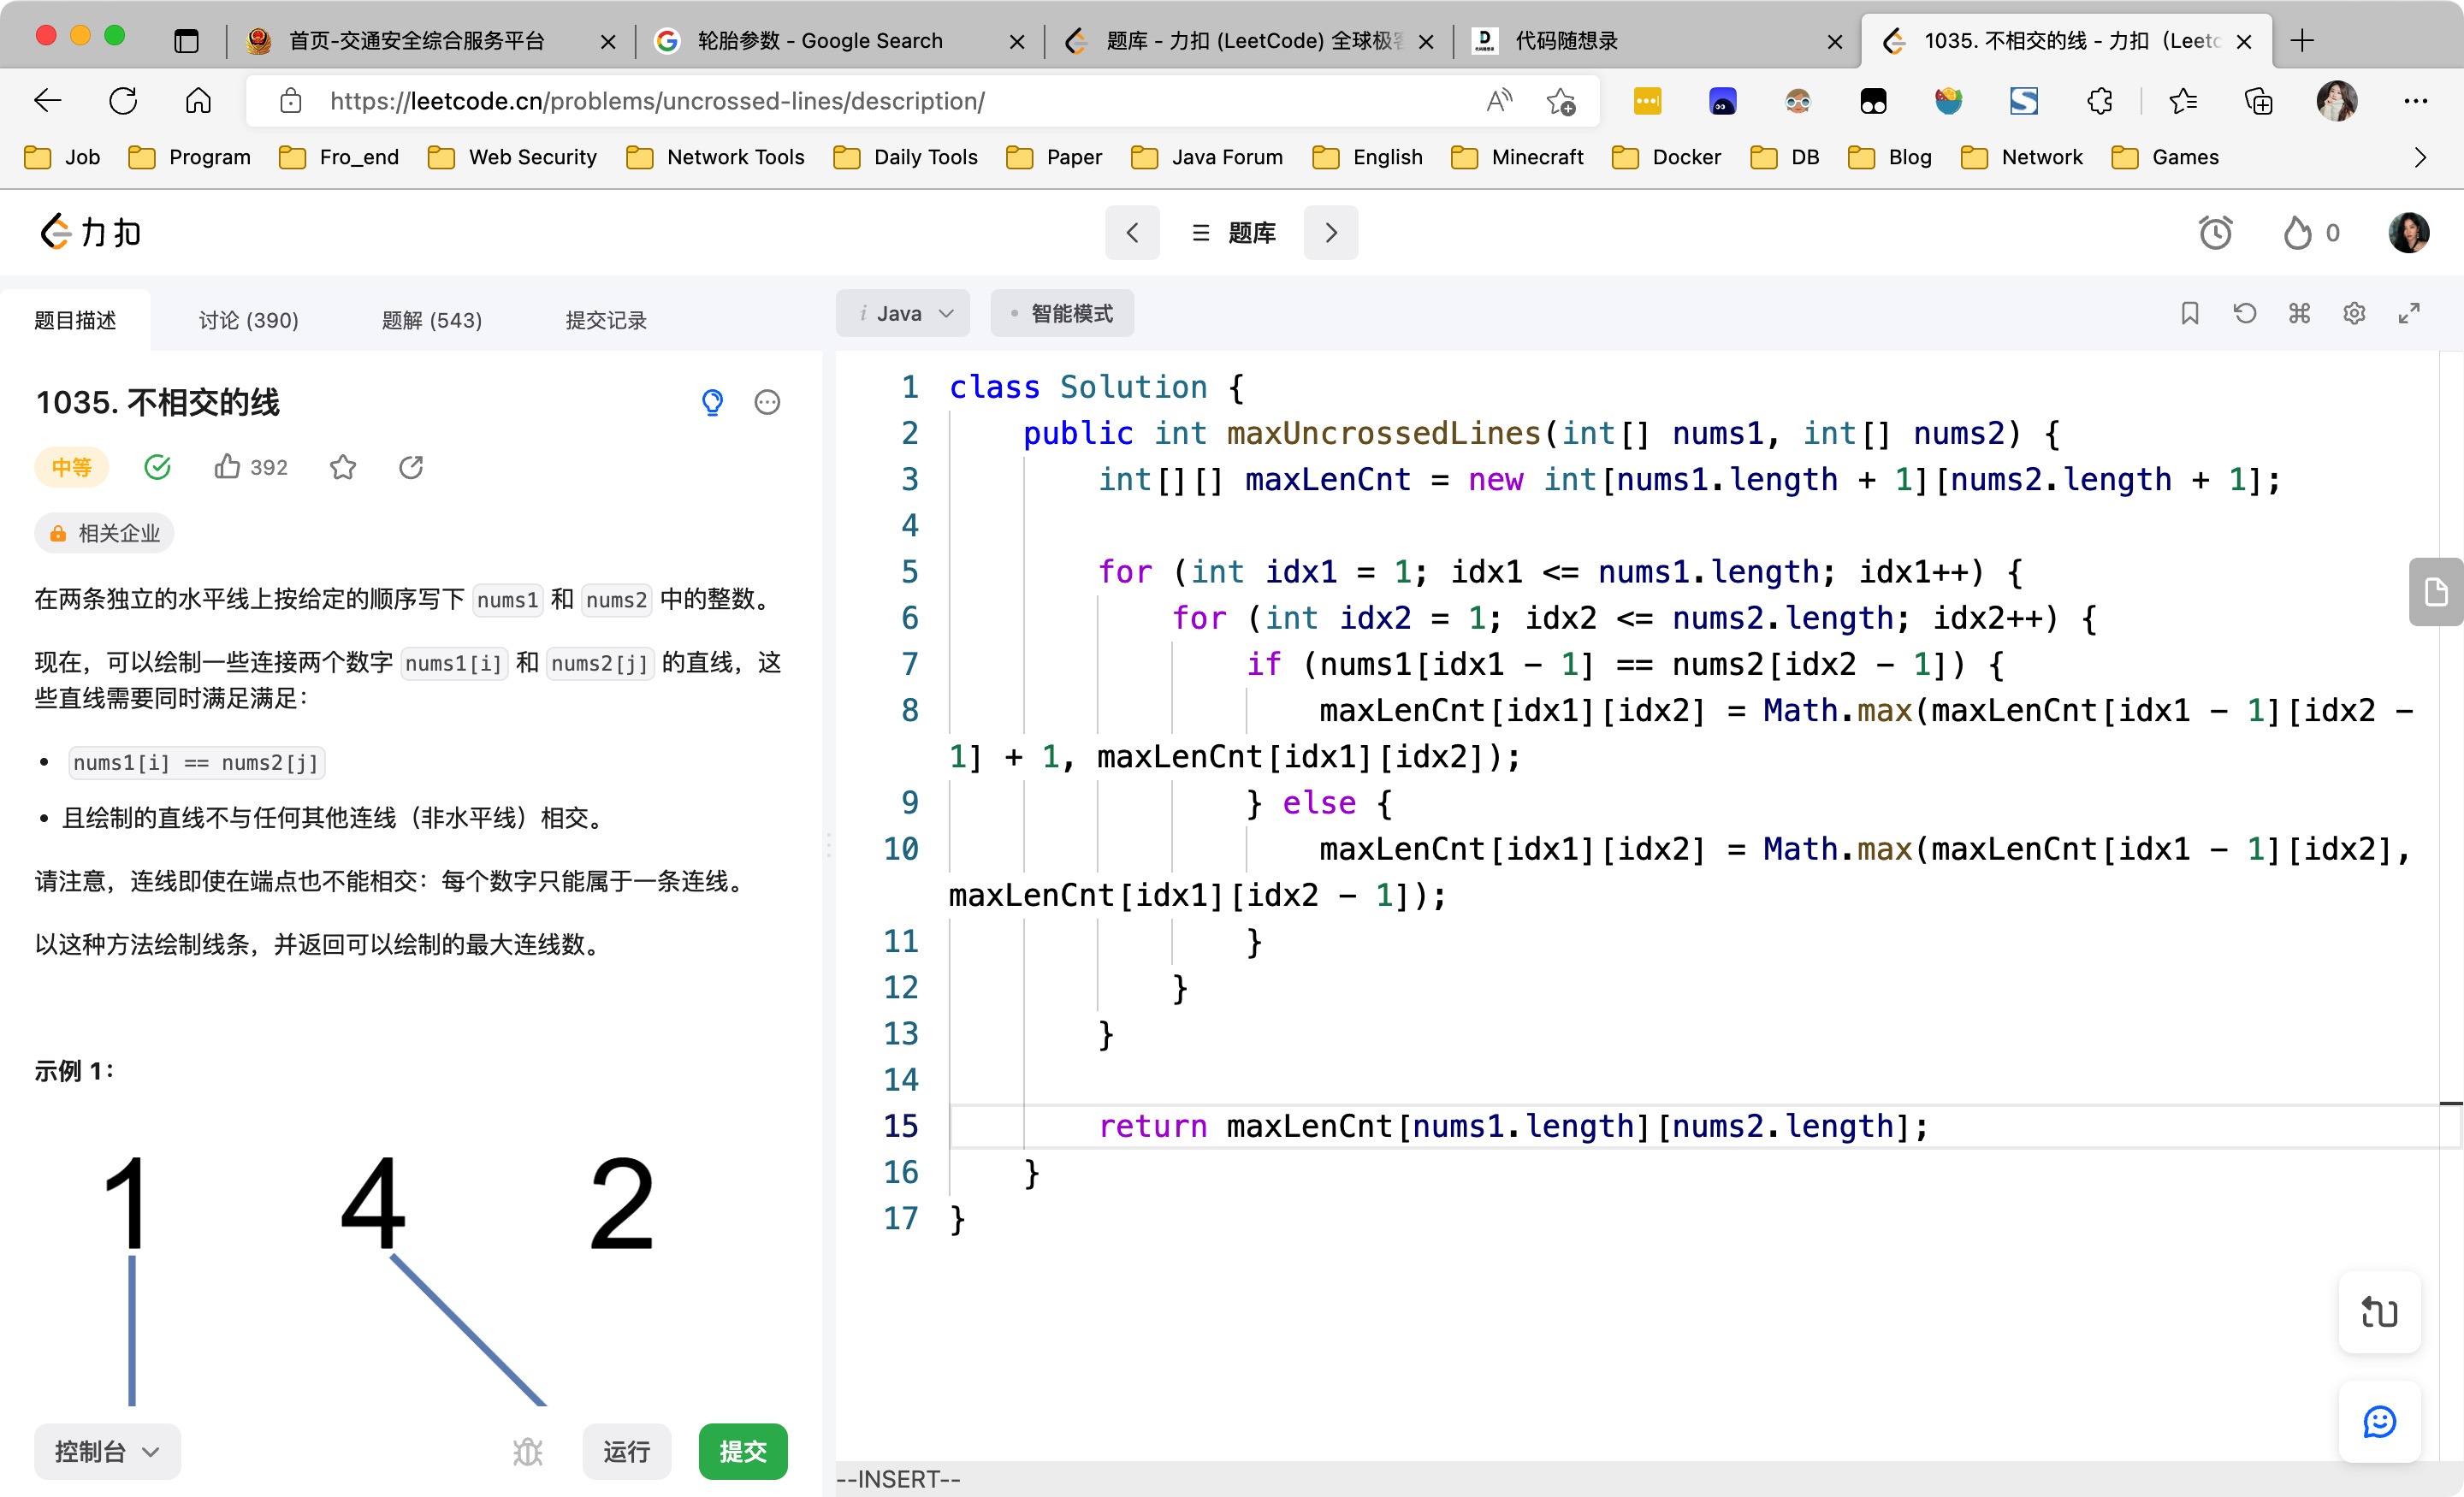 首页-交通安全综合服务平台
轮胎参数 - Google Search
题库 - 力扣 (LeetCode) 全球极
代码随想录
1035. 不相交的线 - 力扣（Leetc
https://leetcode.cn/problems/uncrossed-lines/description/
Job Program Fro_end Web Security Network Tools Daily Tools Paper Java Forum English Minecraft Docker DB Blog Network Games
力扣
题库
0
题目描述 讨论 (390) 题解 (543) 提交记录
1035. 不相交的线
中等 392
相关企业
在两条独立的水平线上按给定的顺序写下 nums1 和 nums2 中的整数。
现在，可以绘制一些连接两个数字 nums1[i] 和 nums2[j] 的直线，这
些直线需要同时满足满足：
• nums1[i] == nums2[j]
• 且绘制的直线不与任何其他连线（非水平线）相交。
请注意，连线即使在端点也不能相交：每个数字只能属于一条连线。
以这种方法绘制线条，并返回可以绘制的最大连线数。
示例 1：
1 4 2
控制台 运行 提交
i Java • 智能模式
1 class Solution {
2 public int maxUncrossedLines(int[] nums1, int[] nums2) {
3 int[][] maxLenCnt = new int[nums1.length + 1][nums2.length + 1];
4
5 for (int idx1 = 1; idx1 <= nums1.length; idx1++) {
6 for (int idx2 = 1; idx2 <= nums2.length; idx2++) {
7 if (nums1[idx1 - 1] == nums2[idx2 - 1]) {
8 maxLenCnt[idx1][idx2] = Math.max(maxLenCnt[idx1 - 1][idx2 -
1] + 1, maxLenCnt[idx1][idx2]);
9 } else {
10 maxLenCnt[idx1][idx2] = Math.max(maxLenCnt[idx1 - 1][idx2],
maxLenCnt[idx1][idx2 - 1]);
11 }
12 }
13 }
14
15 return maxLenCnt[nums1.length][nums2.length];
16 }
17 }
--INSERT--